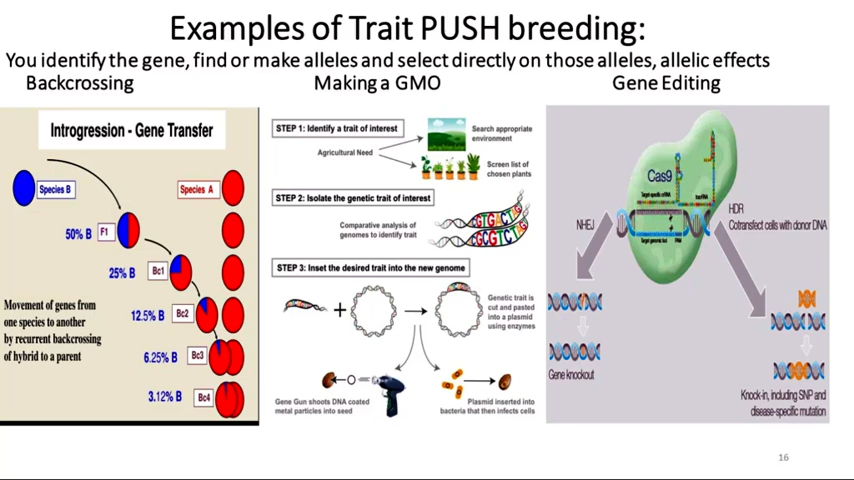 Examples of Trait PUSH breeding:
You identify the gene, find or make alleles and select directly on those alleles, allelic effects
Backcrossing
Making a GMO
Gene Editing
Introgression - Gene Transfer
Species B
Species A
50% B
F1
25% B
Bc1
12.5% B
Bc2
6.25% B
Bc3
3.12% B
Bc4
Movement of genes from
one species to another
by recurrent backcrossing
of hybrid to a parent
STEP 1: Identify a trait of interest
Agricultural Need
Search appropriate
environment
Screen list of
chosen plants
STEP 2: Isolate the genetic trait of interest
Comparative analysis of
genomes to identify trait
CGTGACTAG
CGCGTCTC
STEP 3: Inset the desired trait into the new genome
Genetic trait is
cut and pasted
into a plasmid
using enzymes
Gene Gun shoots DNA coated
metal particles into seed
Plasmid inserted into
bacteria that then infects cells
Cas9
Target genomic loci
PAM
NHEJ
HDR
Cotransfect cells with donor DNA
Gene knockout
Knock-in, including SNP and
disease-specific mutation
16